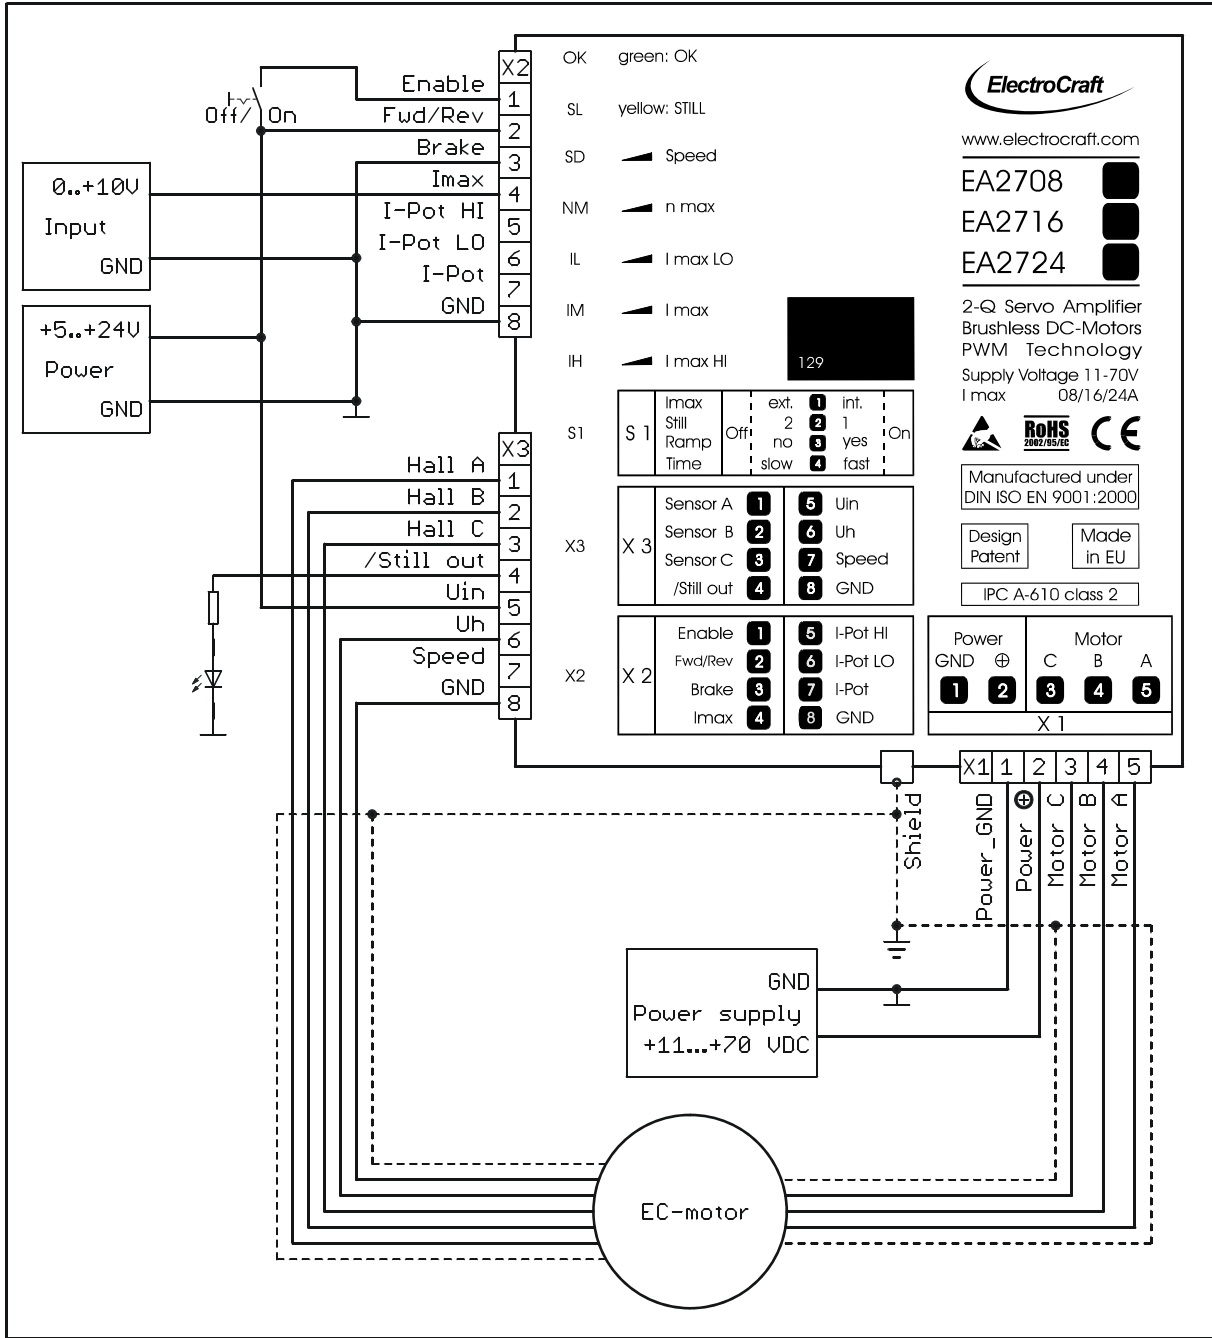 X2
Enable 1
Fwd/Rev 2
Brake 3
Imax 4
I-Pot HI 5
I-Pot LO 6
I-Pot 7
GND 8
Off/ On
0..+10V
Input
GND
+5..+24V
Power
GND
X3
Hall A 1
Hall B 2
Hall C 3
/Still out 4
Uin 5
Uh 6
Speed 7
GND 8
OK green: OK
SL yellow: STILL
SD Speed
NM n max
IL I max LO
IM I max
IH I max HI
129
S1
S 1
Imax ext. 1 int.
Still 2 2 1
Off On
Ramp no 3 yes
Time slow 4 fast
X3
X 3
Sensor A 1 5 Uin
Sensor B 2 6 Uh
Sensor C 3 7 Speed
/Still out 4 8 GND
X2
X 2
Enable 1 5 I-Pot HI
Fwd/Rev 2 6 I-Pot LO
Brake 3 7 I-Pot
Imax 4 8 GND
ElectroCraft
www.electrocraft.com
EA2708
EA2716
EA2724
2-Q Servo Amplifier
Brushless DC-Motors
PWM Technology
Supply Voltage 11-70V
I max 08/16/24A
RoHS
2002/95/EC
CE
Manufactured under
DIN ISO EN 9001:2000
Design
Patent
Made
in EU
IPC A-610 class 2
Power Motor
GND ⊕ C B A
1 2 3 4 5
X 1
X1 1 2 3 4 5
Shield
Power_GND
Power ⊕
Motor C
Motor B
Motor A
GND
Power supply
+11...+70 VDC
EC-motor